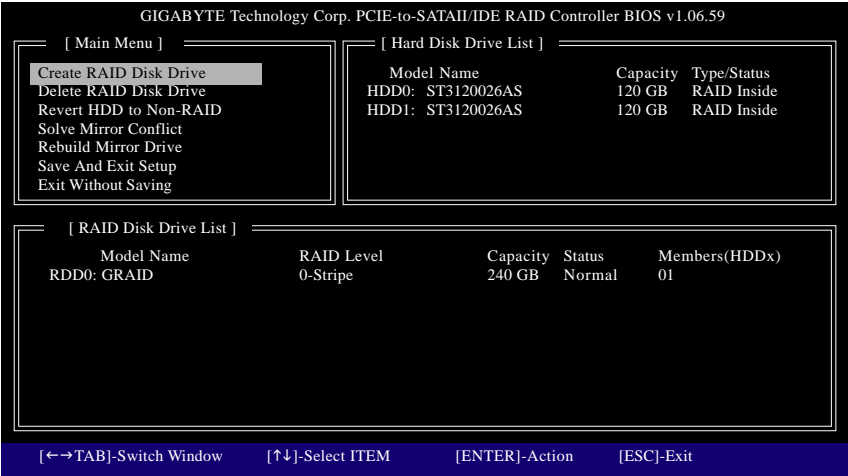 GIGABYTE Technology Corp. PCIE-to-SATAII/IDE RAID Controller BIOS v1.06.59
[ Main Menu ]
Create RAID Disk Drive
Delete RAID Disk Drive
Revert HDD to Non-RAID
Solve Mirror Conflict
Rebuild Mirror Drive
Save And Exit Setup
Exit Without Saving
[ Hard Disk Drive List ]
Model Name Capacity Type/Status
HDD0: ST3120026AS 120 GB RAID Inside
HDD1: ST3120026AS 120 GB RAID Inside
[ RAID Disk Drive List ]
Model Name RAID Level Capacity Status Members(HDDx)
RDD0: GRAID 0-Stripe 240 GB Normal 01
[←→TAB]-Switch Window [↑↓]-Select ITEM [ENTER]-Action [ESC]-Exit